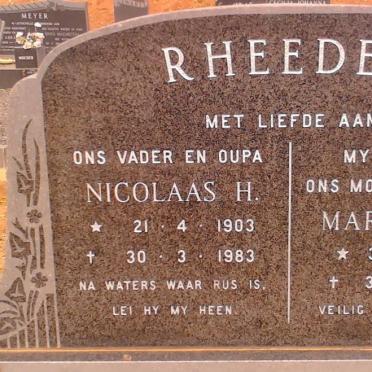 MEYER
RHEEDE
MET LIEFDE AAN
ONS VADER EN OUPA
NICOLAAS H.
★ 21 · 4 · 1903
† 30 · 3 · 1983
NA WATERS WAAR RUS IS,
LEI HY MY HEEN.
MY
ONS MO
MAR
★
†
VEILIG